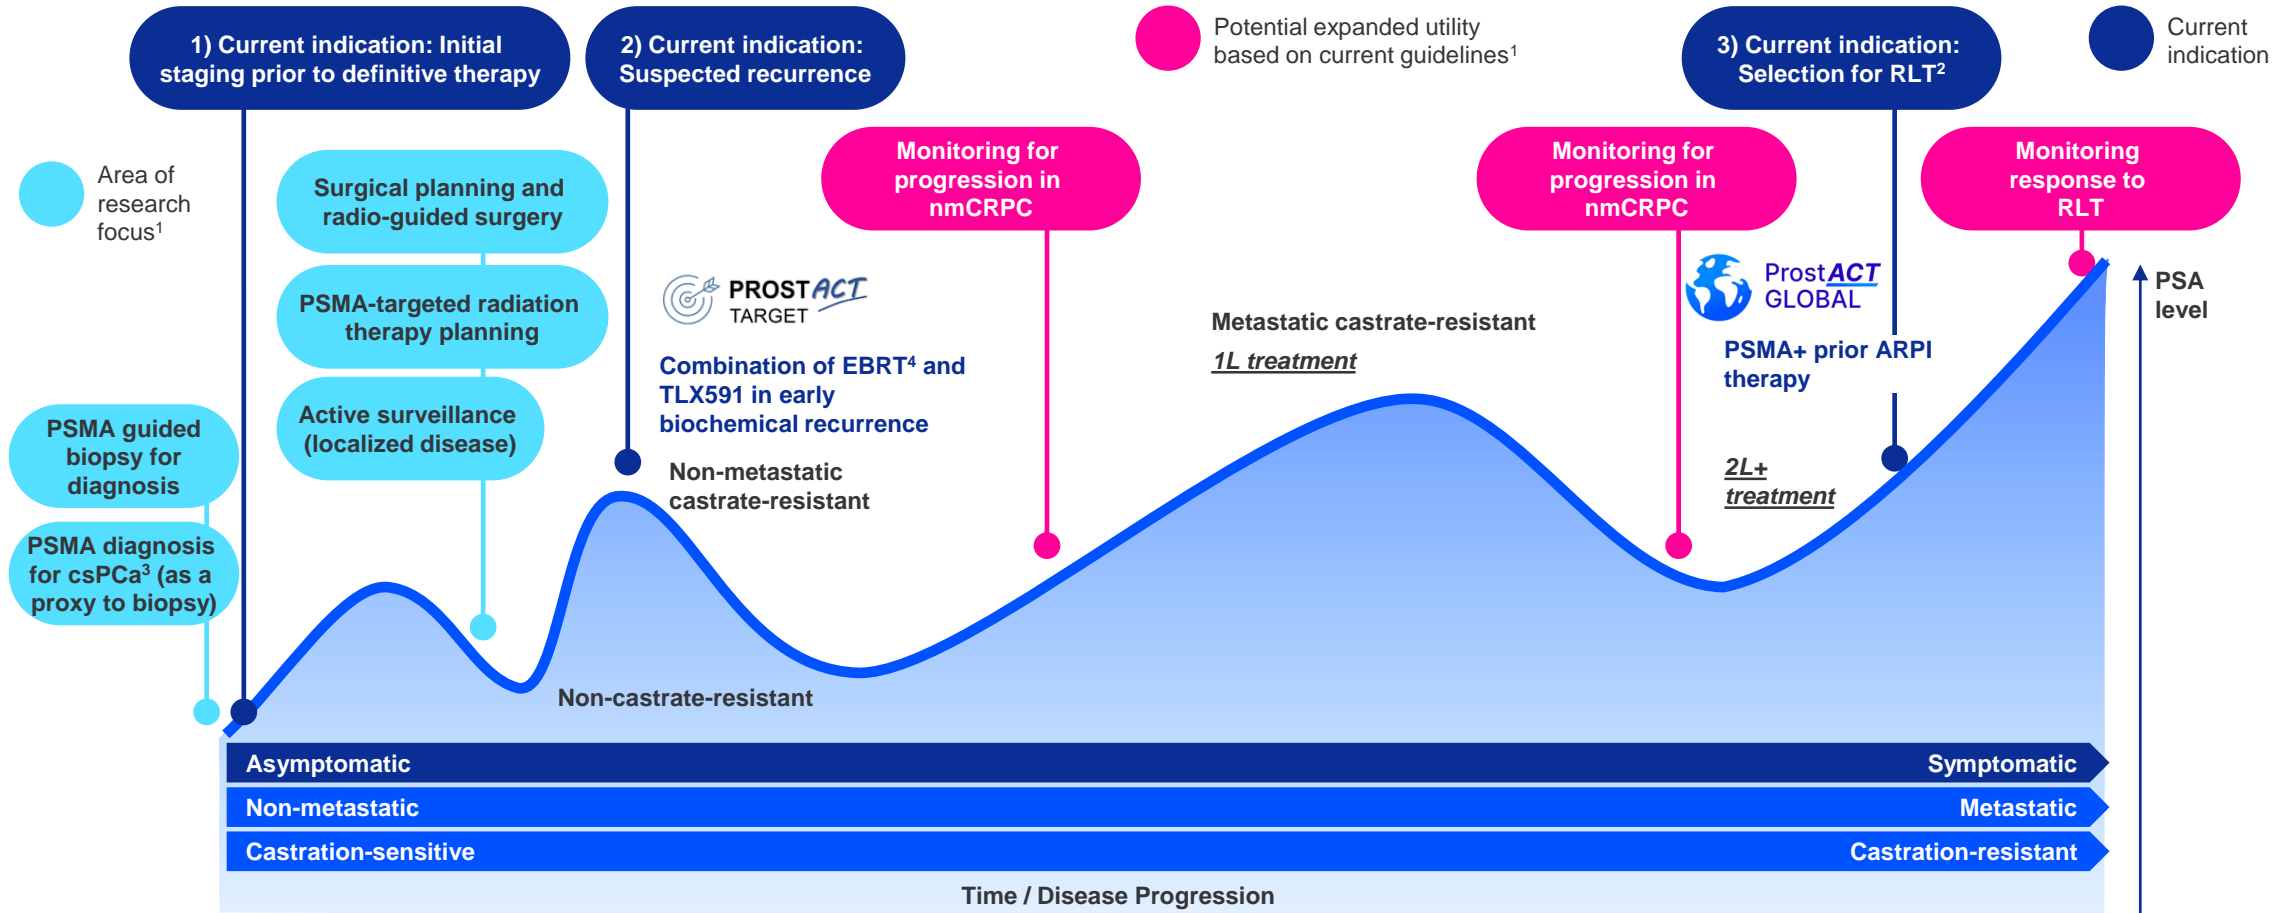 1) Current indication: Initial
staging prior to definitive therapy
2) Current indication:
Suspected recurrence
Potential expanded utility
based on current guidelines¹
3) Current indication:
Selection for RLT²
Current
indication
Area of
research
focus¹
Surgical planning and
radio-guided surgery
PSMA-targeted radiation
therapy planning
Active surveillance
(localized disease)
PSMA guided
biopsy for
diagnosis
PSMA diagnosis
for csPCa³ (as a
proxy to biopsy)
Monitoring for
progression in
nmCRPC
Monitoring for
progression in
nmCRPC
Monitoring
response to
RLT
PROSTACT
TARGET
Combination of EBRT⁴ and
TLX591 in early
biochemical recurrence
Non-metastatic
castrate-resistant
Non-castrate-resistant
Metastatic castrate-resistant
1L treatment
ProstACT
GLOBAL
PSMA+ prior ARPI
therapy
2L+
treatment
PSA
level
Asymptomatic
Symptomatic
Non-metastatic
Metastatic
Castration-sensitive
Castration-resistant
Time / Disease Progression